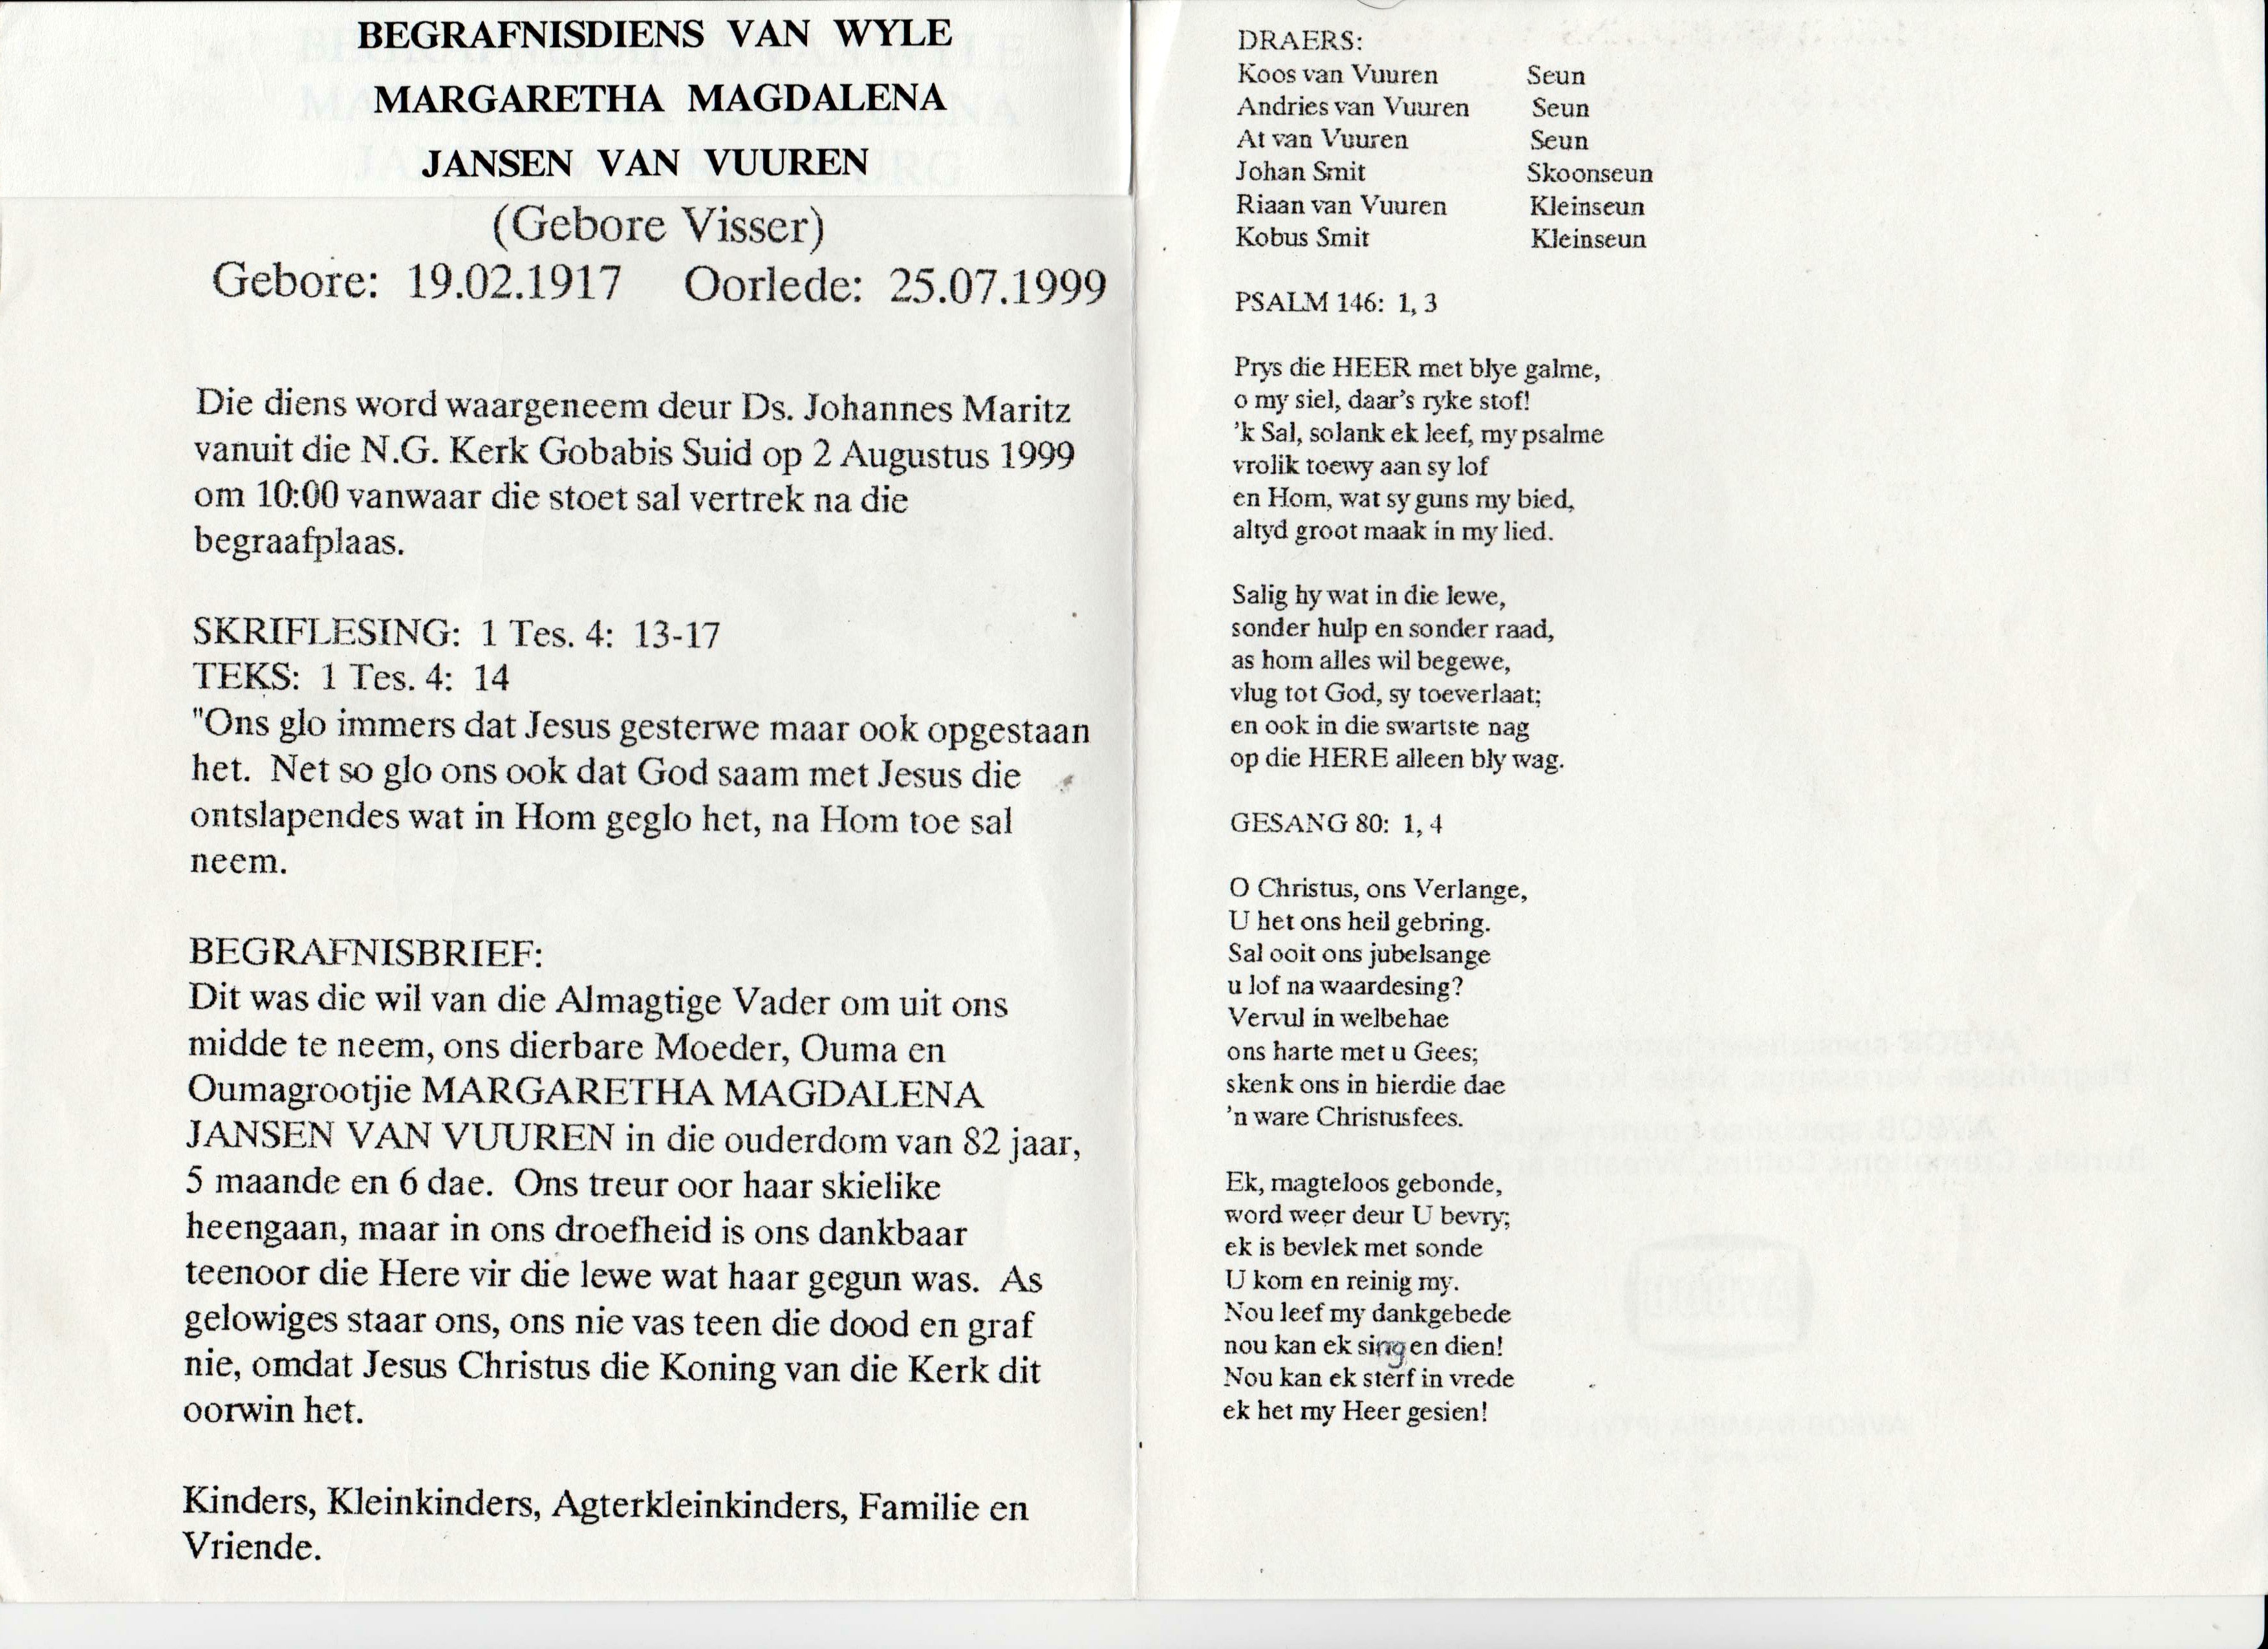 BEGRAFNISDIENS VAN WYLE
MARGARETHA MAGDALENA
JANSEN VAN VUUREN
(Gebore Visser)
Gebore: 19.02.1917 Oorlede: 25.07.1999
Die diens word waargeneem deur Ds. Johannes Maritz
vanuit die N.G. Kerk Gobabis Suid op 2 Augustus 1999
om 10:00 vanwaar die stoet sal vertrek na die
begraafplaas.
SKRIFLESING: 1 Tes. 4: 13-17
TEKS: 1 Tes. 4: 14
"Ons glo immers dat Jesus gesterwe maar ook opgestaan
het. Net so glo ons ook dat God saam met Jesus die
ontslapendes wat in Hom geglo het, na Hom toe sal
neem.
BEGRAFNISBRIEF:
Dit was die wil van die Almagtige Vader om uit ons
midde te neem, ons dierbare Moeder, Ouma en
Oumagrootjie MARGARETHA MAGDALENA
JANSEN VAN VUUREN in die ouderdom van 82 jaar,
5 maande en 6 dae. Ons treur oor haar skielike
heengaan, maar in ons droefheid is ons dankbaar
teenoor die Here vir die lewe wat haar gegun was. As
gelowiges staar ons, ons nie vas teen die dood en graf
nie, omdat Jesus Christus die Koning van die Kerk dit
oorwin het.
Kinders, Kleinkinders, Agterkleinkinders, Familie en
Vriende.
DRAERS:
Koos van Vuuren Seun
Andries van Vuuren Seun
At van Vuuren Seun
Johan Smit Skoonseun
Riaan van Vuuren Kleinseun
Kobus Smit Kleinseun
PSALM 146: 1, 3
Prys die HEER met blye galme,
o my siel, daar's ryke stof!
'k Sal, solank ek leef, my psalme
vrolik toewy aan sy lof
en Hom, wat sy guns my bied,
altyd groot maak in my lied.
Salig hy wat in die lewe,
sonder hulp en sonder raad,
as hom alles wil begewe,
vlug tot God, sy toeverlaat;
en ook in die swartste nag
op die HERE alleen bly wag.
GESANG 80: 1, 4
O Christus, ons Verlange,
U het ons heil gebring.
Sal ooit ons jubelsange
u lof na waardesing?
Vervul in welbehae
ons harte met u Gees;
skenk ons in hierdie dae
'n ware Christusfees.
Ek, magteloos gebonde,
word weer deur U bevry;
ek is bevlek met sonde
U kom en reinig my.
Nou leef my dankgebede
nou kan ek sing en dien!
Nou kan ek sterf in vrede
ek het my Heer gesien!